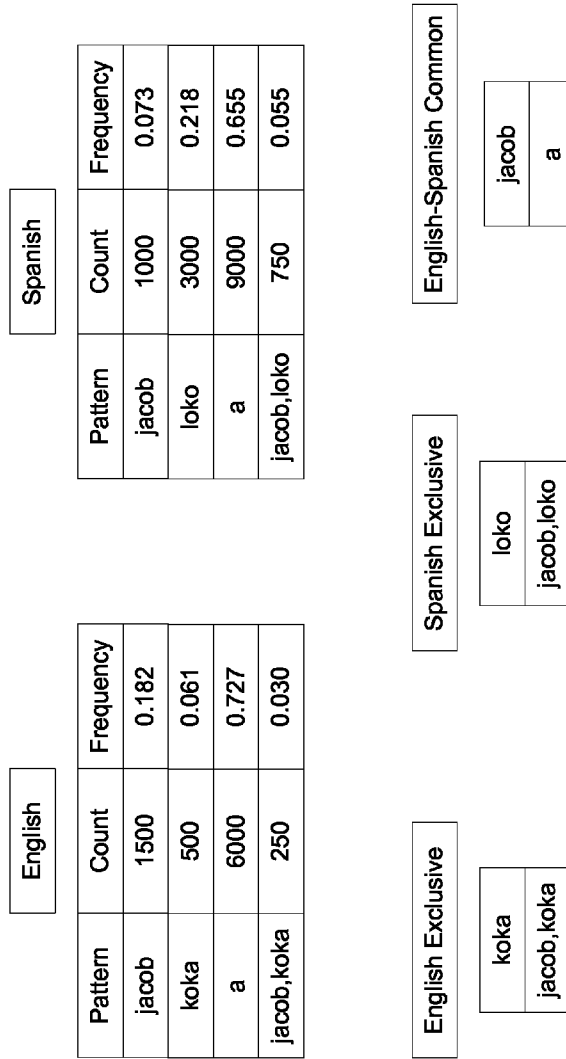 English
Pattern Count Frequency
jacob 1500 0.182
koka 500 0.061
a 6000 0.727
jacob,koka 250 0.030
Spanish
Pattern Count Frequency
jacob 1000 0.073
loko 3000 0.218
a 9000 0.655
jacob,loko 750 0.055
English Exclusive
koka
jacob,koka
Spanish Exclusive
loko
jacob,loko
English-Spanish Common
jacob
a